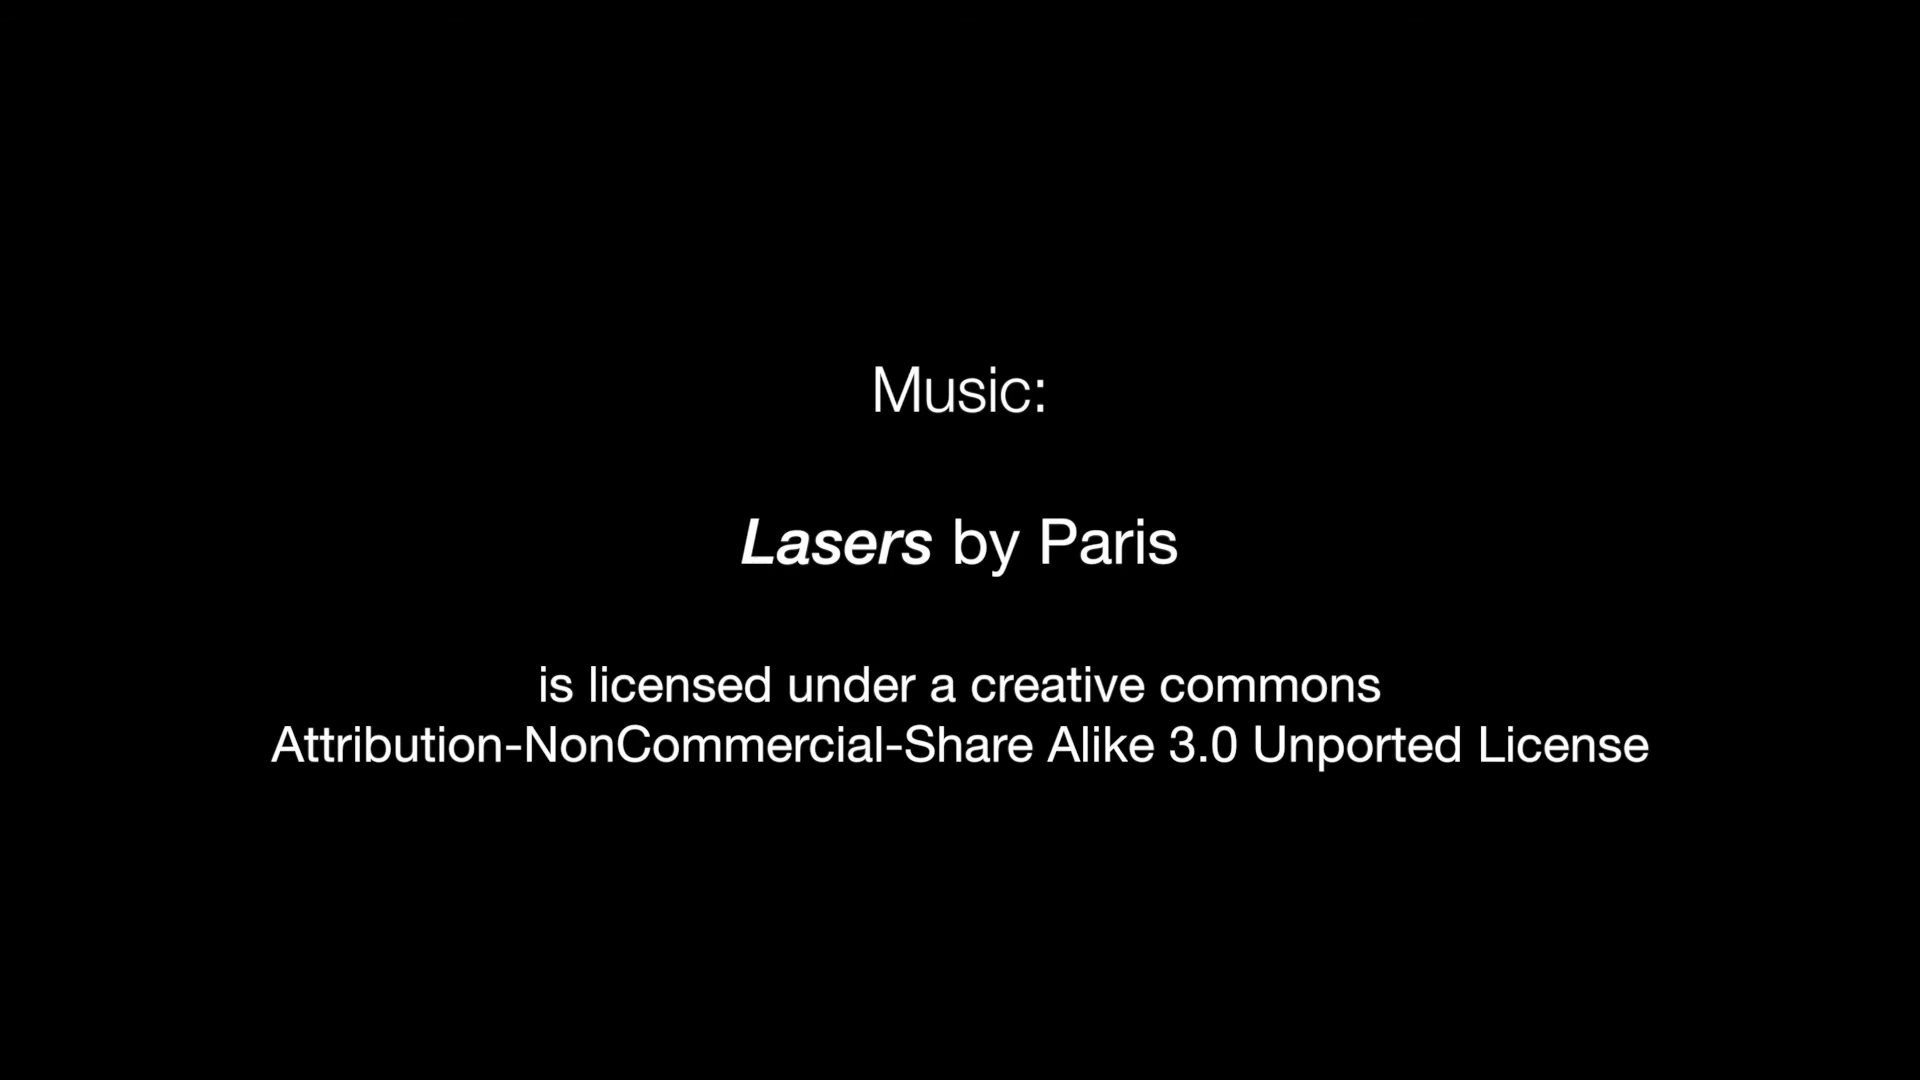 Music:
Lasers by Paris
is licensed under a creative commons
Attribution-NonCommercial-Share Alike 3.0 Unported License